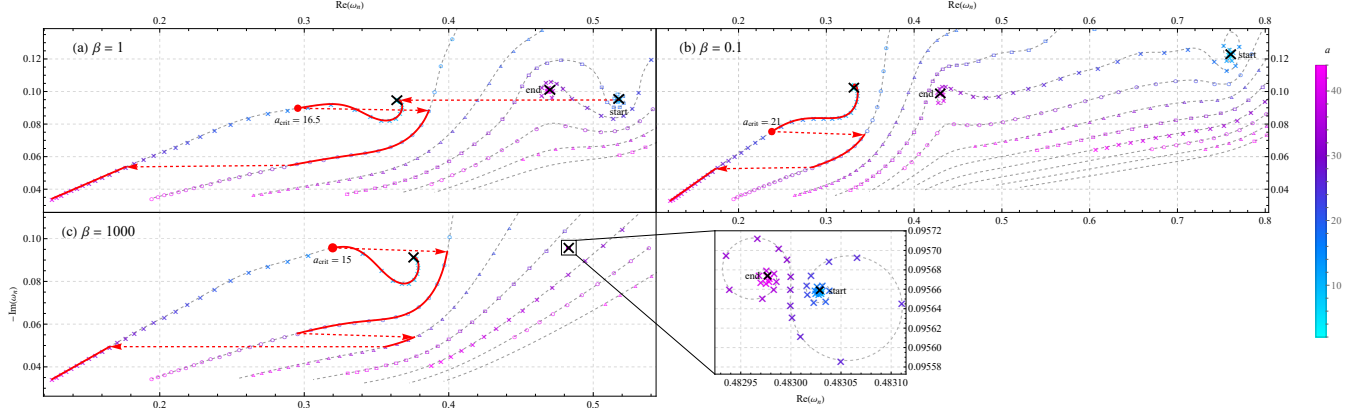 Re(ωₙ) Re(ωₙ)
0.2 0.3 0.4 0.5 0.2 0.3 0.4 0.5 0.6 0.7 0.8
(a) β = 1
0.12
0.10
0.08
0.06
0.04
a_crit = 16.5
end
start
(b) β = 0.1
a_crit = 21
end
start
0.12
0.10
0.08
0.06
0.04
a
40
30
20
10
(c) β = 1000
0.10
0.08
0.06
0.04
− Im(ωₙ)
a_crit = 15
0.2 0.3 0.4 0.5
0.2 0.3 0.4 0.5 0.6 0.7 0.8
end
start
0.09572
0.09570
0.09568
0.09566
0.09564
0.09562
0.09560
0.09558
0.48295 0.48300 0.48305 0.48310
Re(ωₙ)